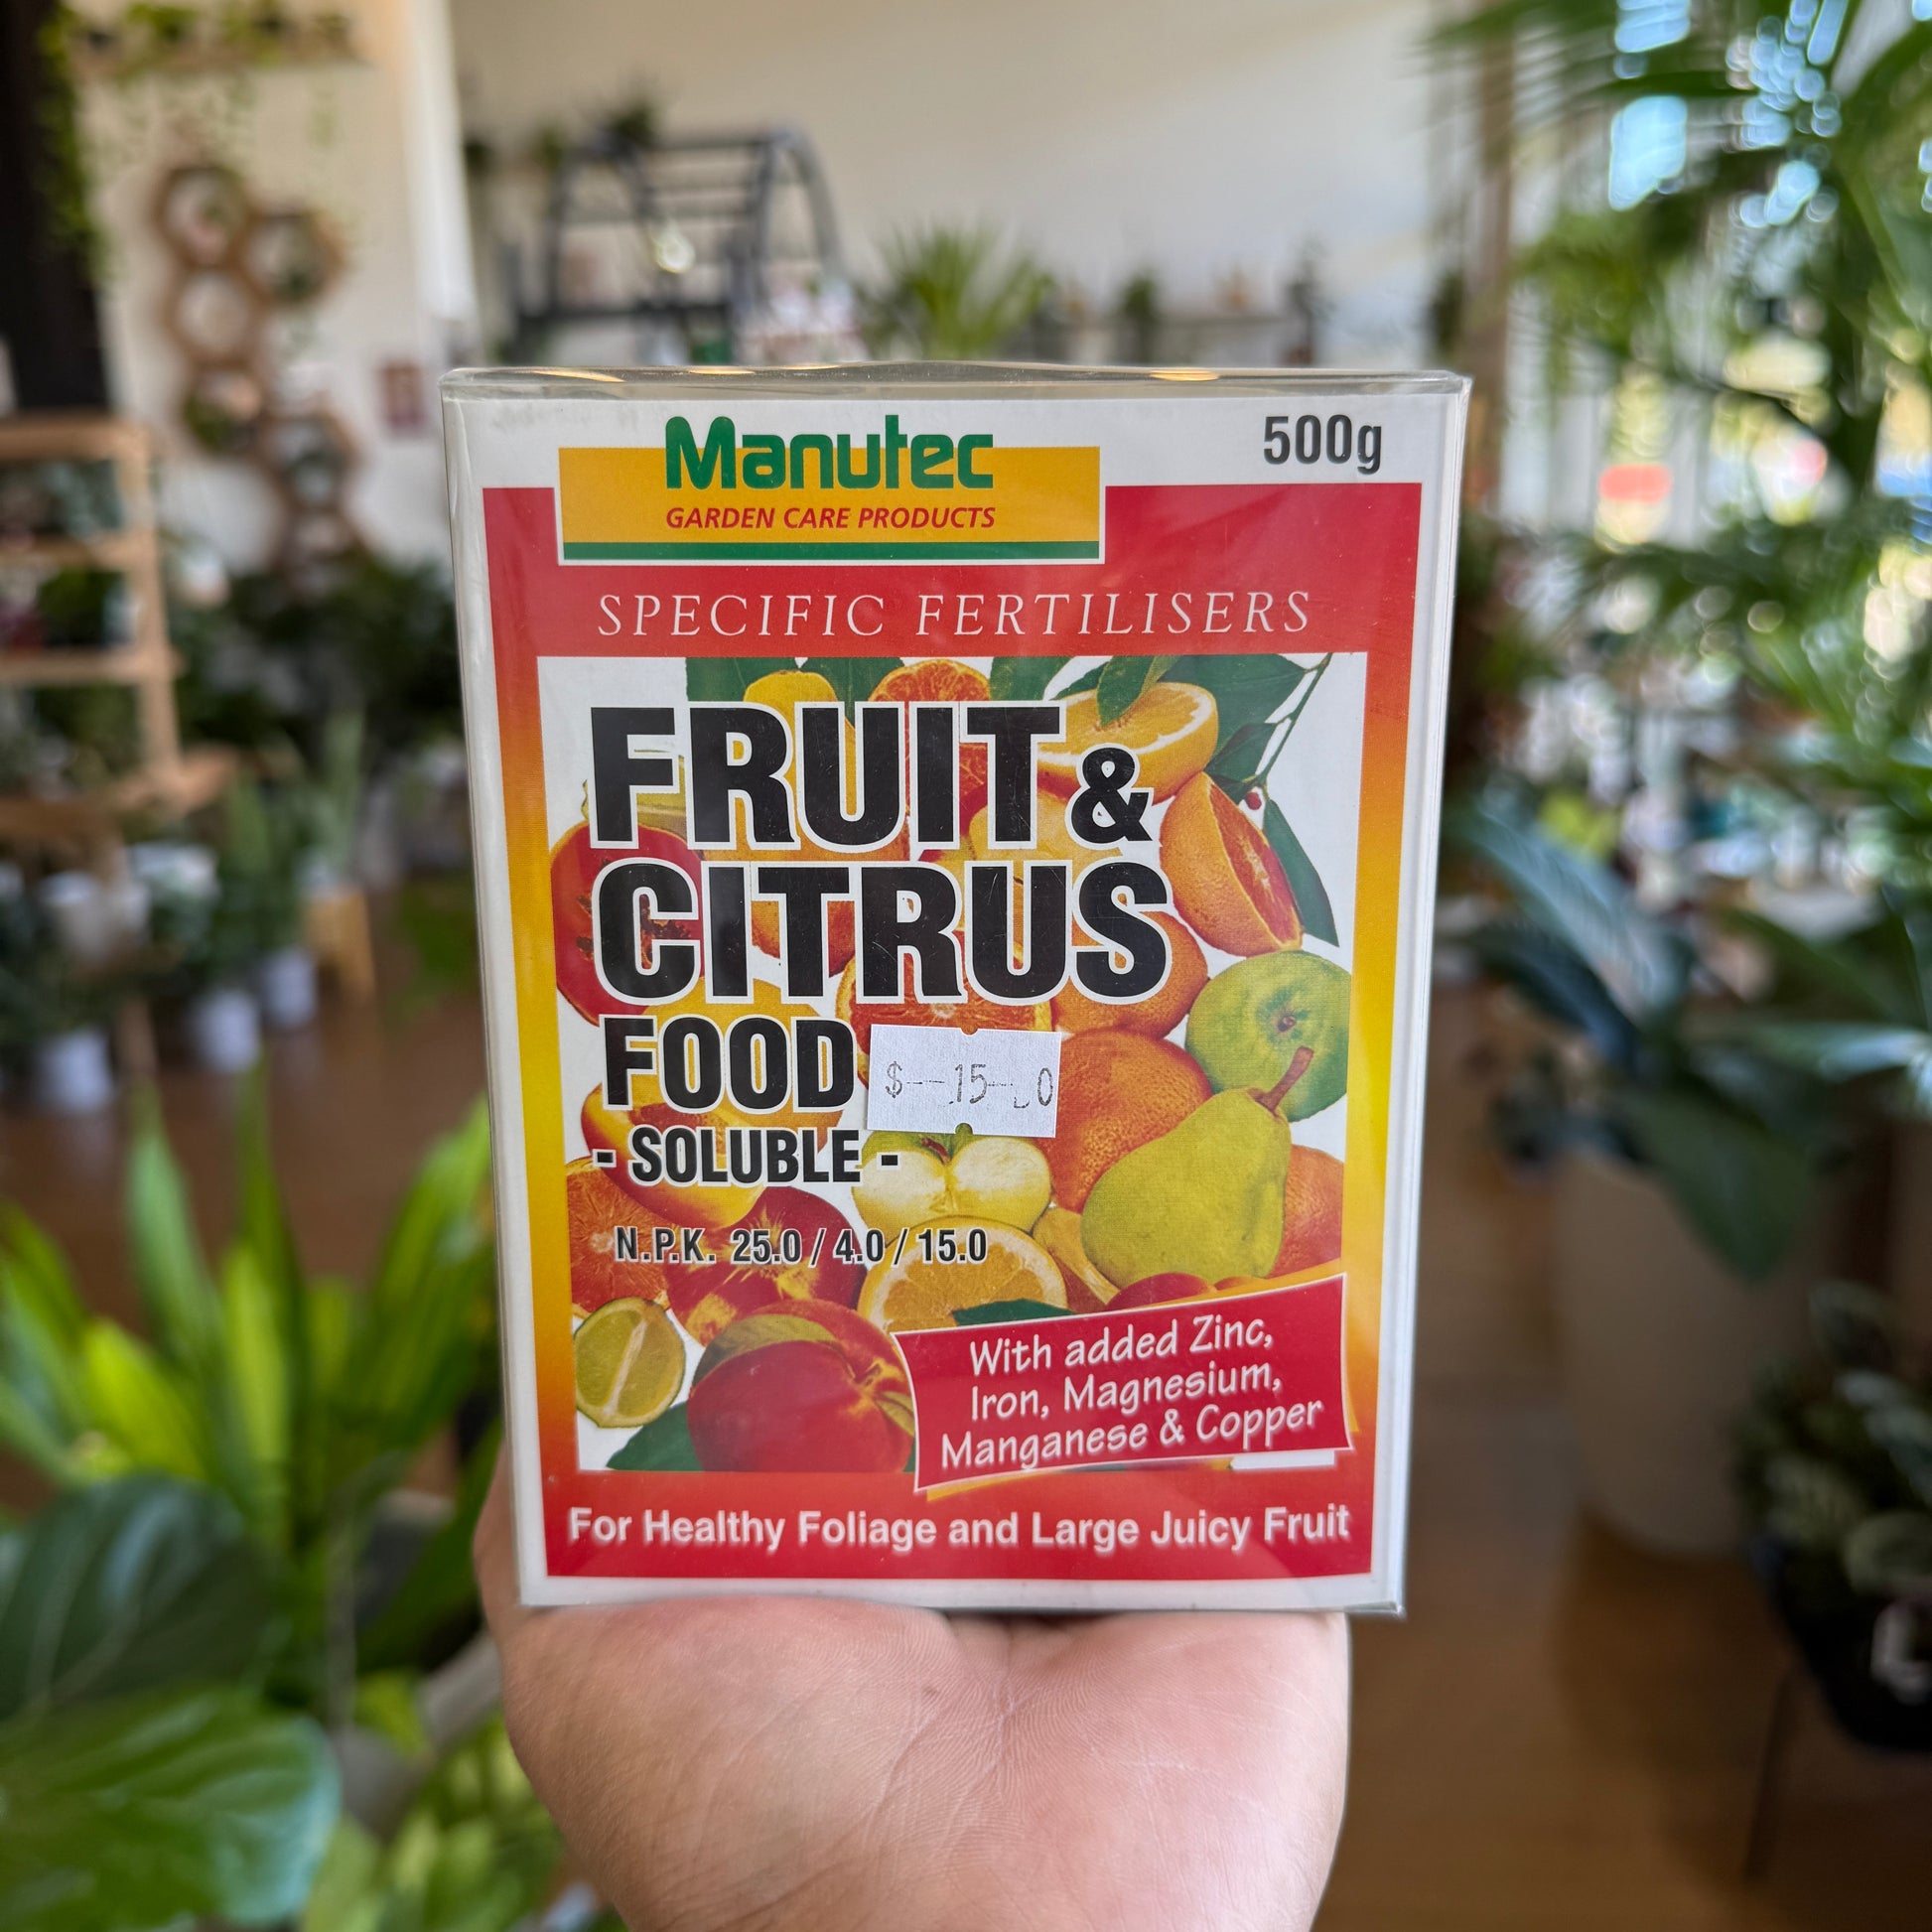 Manutec
500g
GARDEN CARE PRODUCTS
SPECIFIC FERTILISERS
FRUIT &
CITRUS
FOOD
- SOLUBLE -
N.P.K. 25.0 / 4.0 / 15.0
With added Zinc,
Iron, Magnesium,
Manganese & Copper
For Healthy Foliage and Large Juicy Fruit